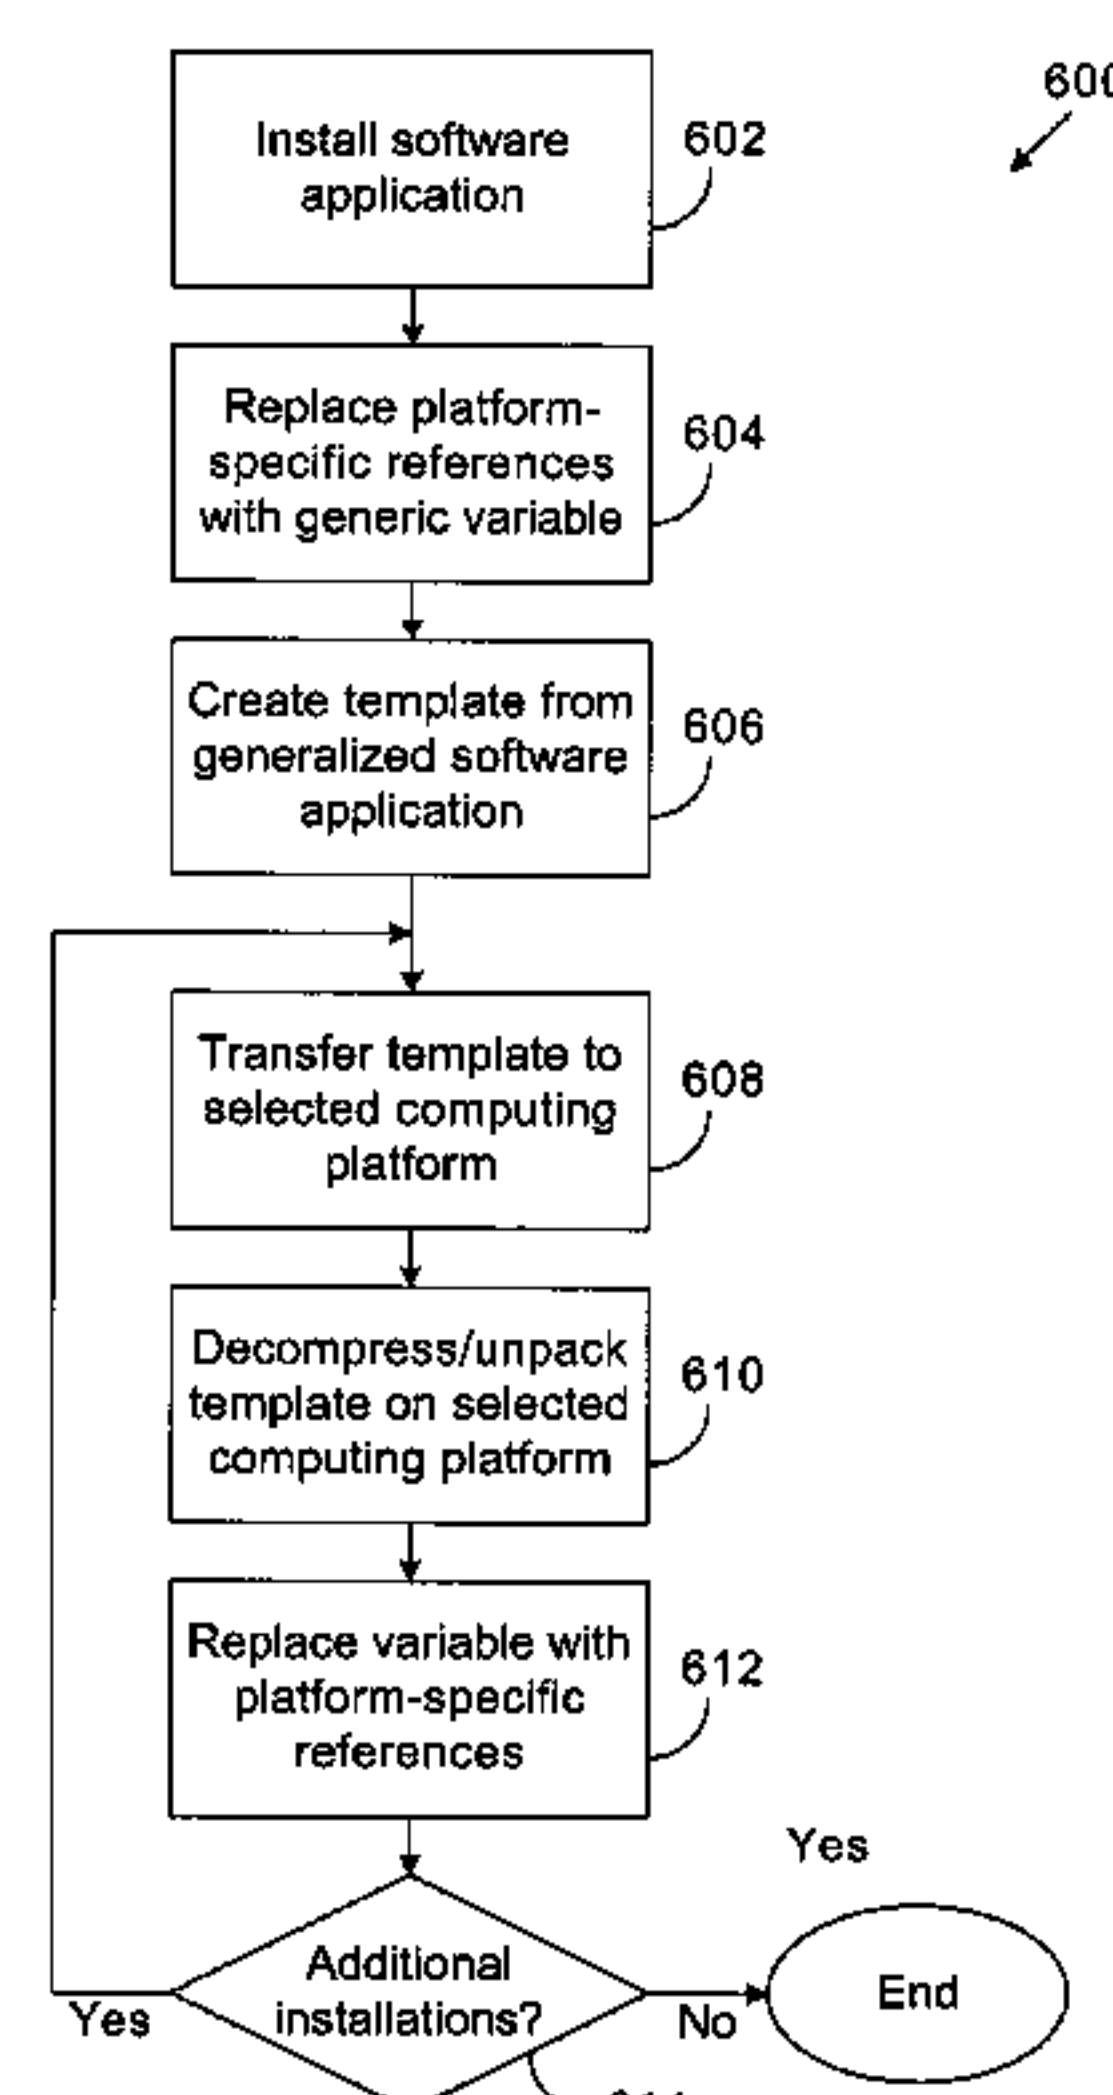 600
Install software
application
602
Replace platform-
specific references
with generic variable
604
Create template from
generalized software
application
606
Transfer template to
selected computing
platform
608
Decompress/unpack
template on selected
computing platform
610
Replace variable with
platform-specific
references
612
Yes
Additional
installations?
End
Yes
No